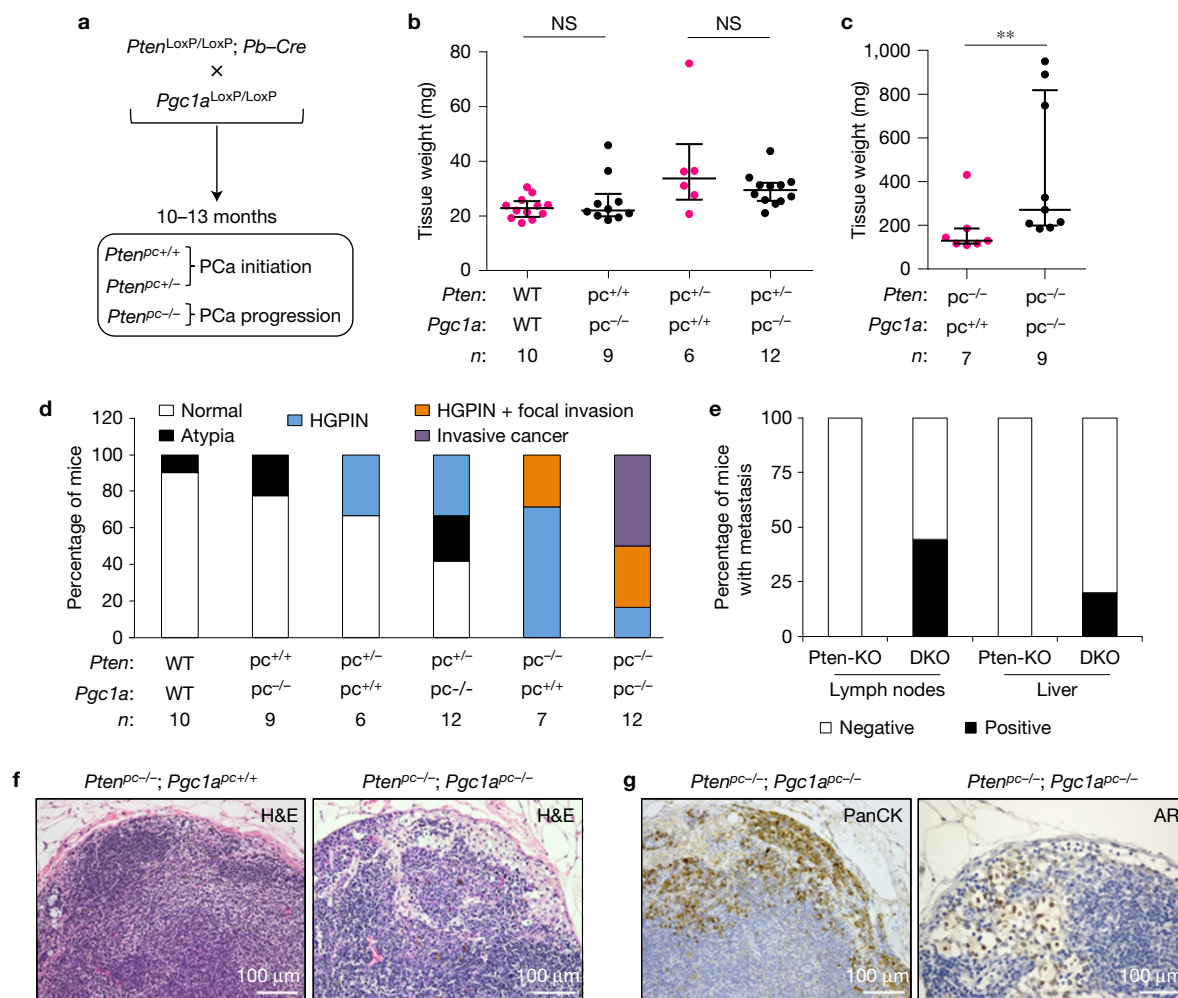 a
Pten^LoxP/LoxP; Pb–Cre
×
Pgc1a^LoxP/LoxP
10–13 months
Pten^pc+/+
Pten^pc+/–
PCa initiation
Pten^pc–/–
PCa progression
b
NS
NS
Tissue weight (mg)
80
60
40
20
0
Pten: WT pc+/+ pc+/– pc+/–
Pgc1a: WT pc–/– pc+/+ pc–/–
n: 10 9 6 12
c
**
Tissue weight (mg)
1,000
800
600
400
200
0
pc–/– pc–/–
pc+/+ pc–/–
7 9
d
Normal
Atypia
HGPIN
HGPIN + focal invasion
Invasive cancer
Percentage of mice
120
100
80
60
40
20
0
Pten: WT pc+/+ pc+/– pc+/– pc–/– pc–/–
Pgc1a: WT pc–/– pc+/+ pc-/- pc+/+ pc–/–
n: 10 9 6 12 7 12
e
Percentage of mice
with metastasis
100
75
50
25
0
Pten-KO DKO Pten-KO DKO
Lymph nodes Liver
Negative Positive
f
Pten^pc–/–; Pgc1a^pc+/+
H&E
100 μm
Pten^pc–/–; Pgc1a^pc–/–
H&E
100 μm
g
Pten^pc–/–; Pgc1a^pc–/–
PanCK
100 μm
Pten^pc–/–; Pgc1a^pc–/–
AR
100 μm